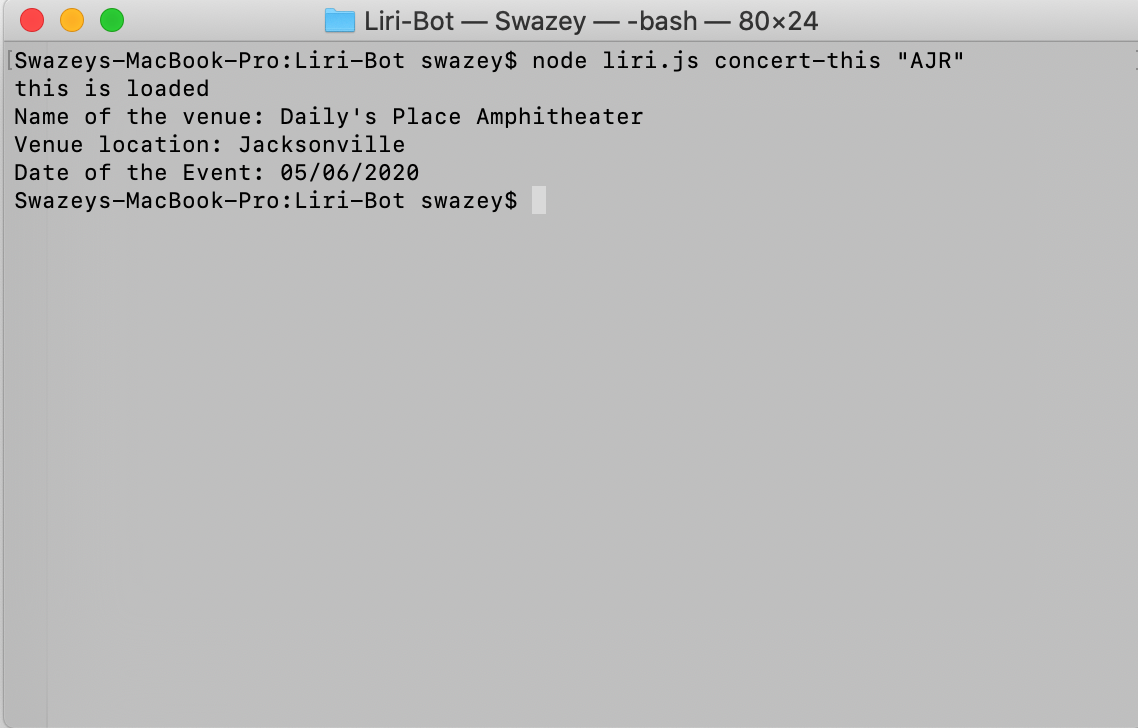 Liri-Bot — Swazey — -bash — 80×24
Swazeys-MacBook-Pro:Liri-Bot swazey$ node liri.js concert-this "AJR"
this is loaded
Name of the venue: Daily's Place Amphitheater
Venue location: Jacksonville
Date of the Event: 05/06/2020
Swazeys-MacBook-Pro:Liri-Bot swazey$